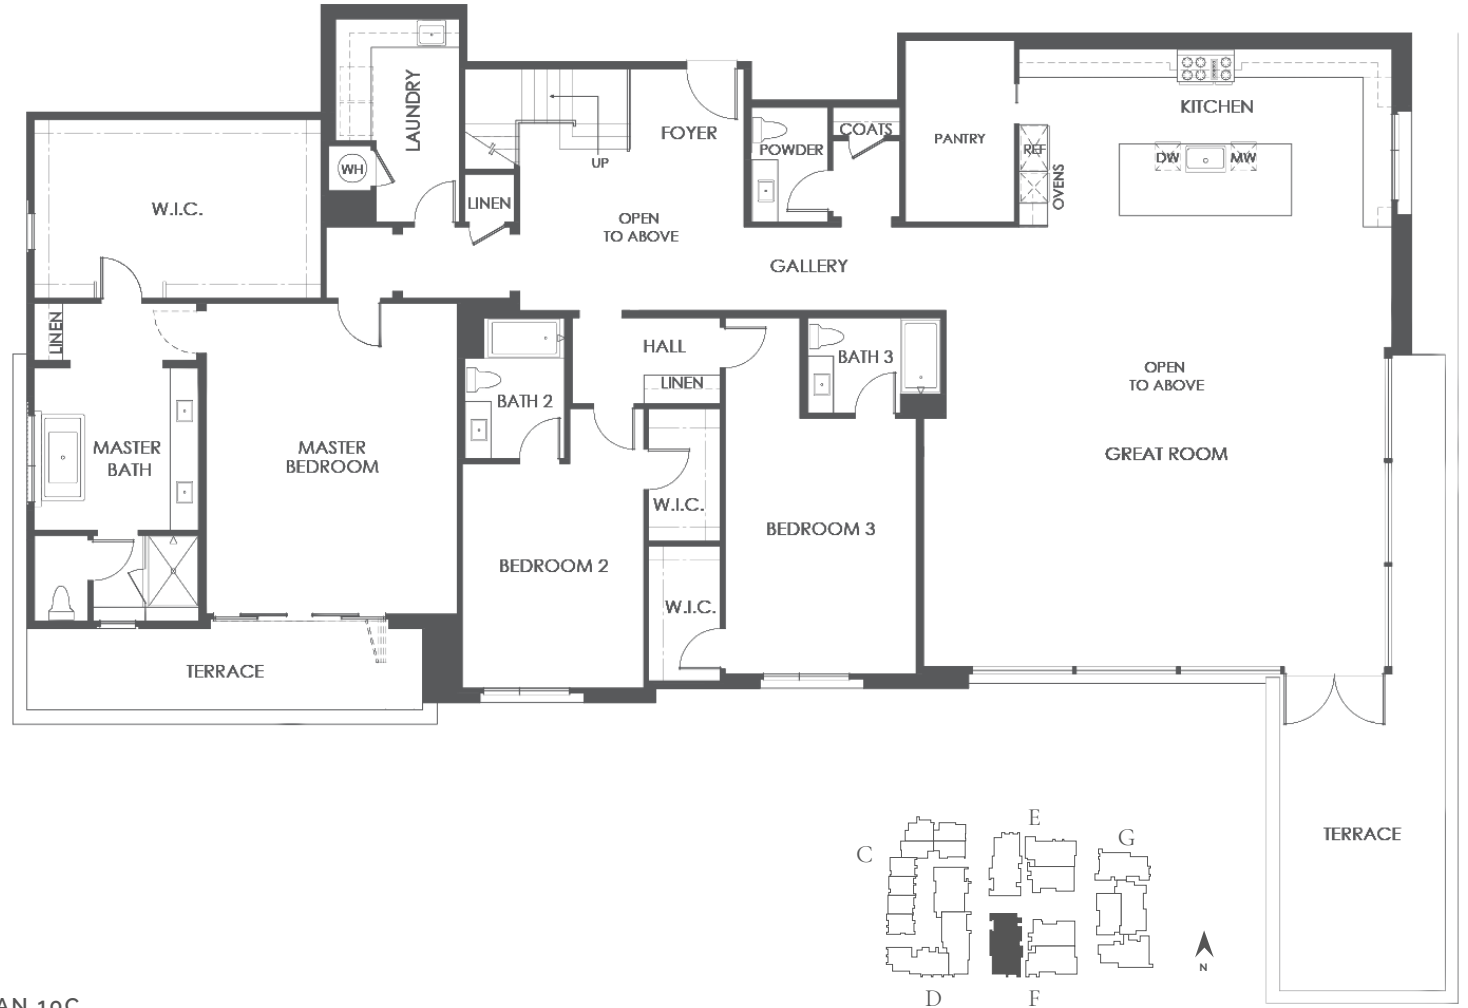 LAUNDRY
WH
LINEN
UP
FOYER
OPEN
TO ABOVE
POWDER
COATS
PANTRY
REF
OVENS
KITCHEN
DW
MW
W.I.C.
GALLERY
LINEN
MASTER
BATH
MASTER
BEDROOM
BATH 2
HALL
LINEN
BATH 3
OPEN
TO ABOVE
GREAT ROOM
W.I.C.
BEDROOM 3
BEDROOM 2
W.I.C.
TERRACE
TERRACE
C
E
G
D
F
N
AN 10C